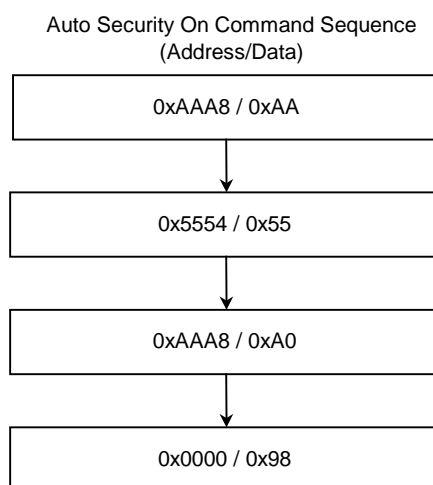 Auto Security On Command Sequence
(Address/Data)
0xAAA8 / 0xAA
0x5554 / 0x55
0xAAA8 / 0xA0
0x0000 / 0x98